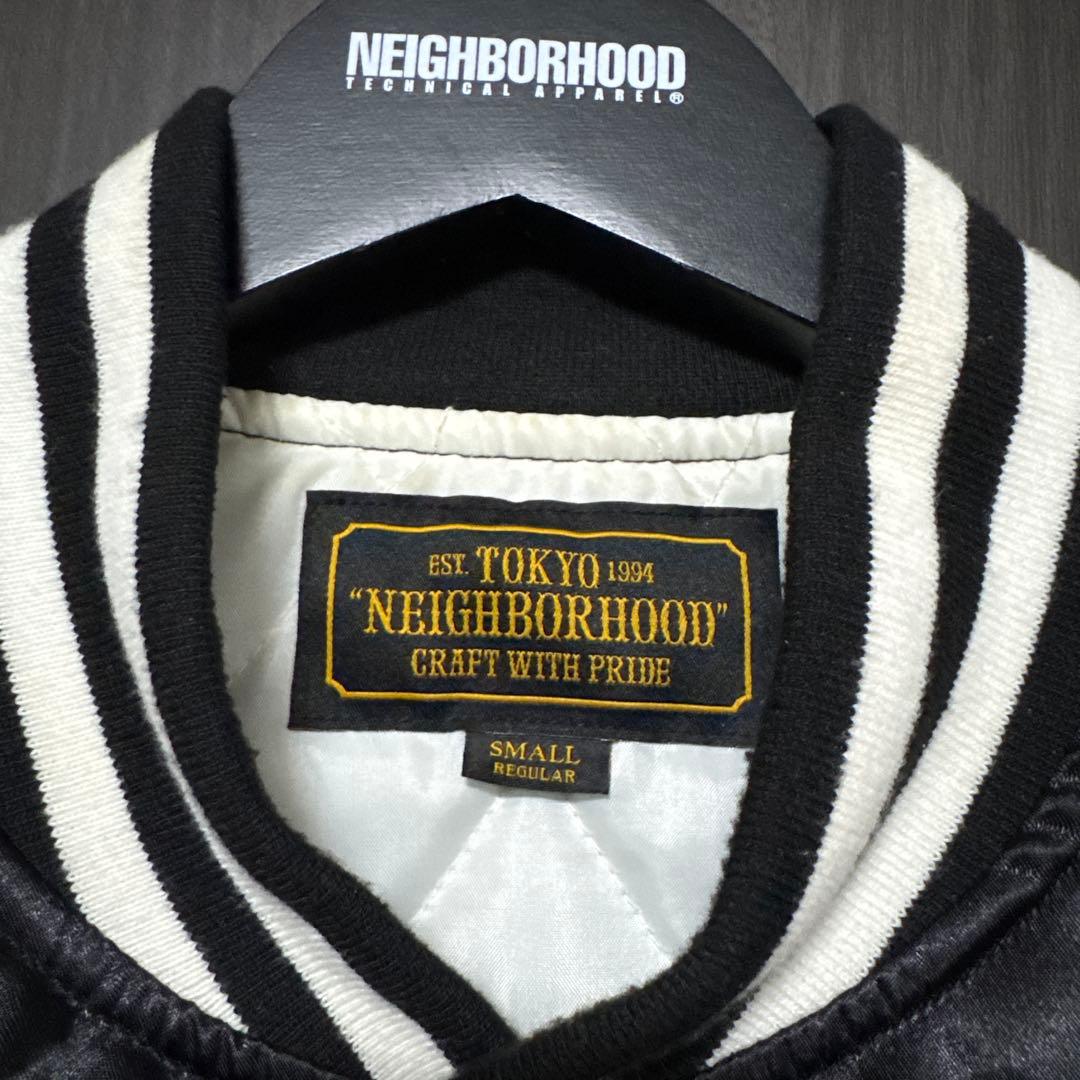 NEIGHBORHOOD
TECHNICAL APPAREL®
EST. TOKYO 1994
"NEIGHBORHOOD"
CRAFT WITH PRIDE
SMALL
REGULAR